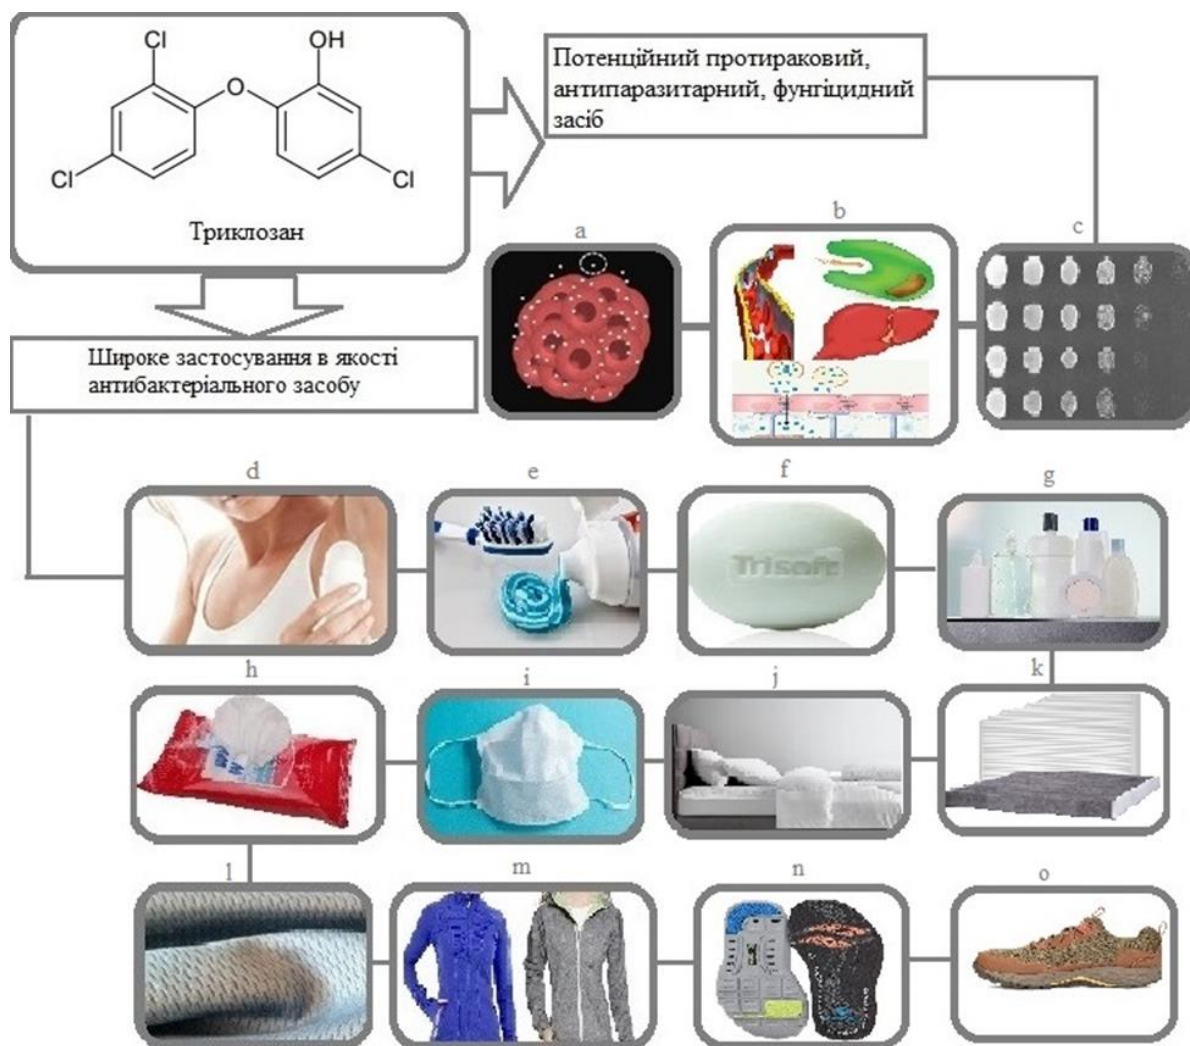 Cl
OH
O
Cl
Cl
Триклозан
Потенційний протираковий,
антипаразитарний, фунгіцидний
засіб
Широке застосування в якості
антибактеріального засобу
a
b
c
d
e
f
g
Trisoft
h
i
j
k
l
m
n
o